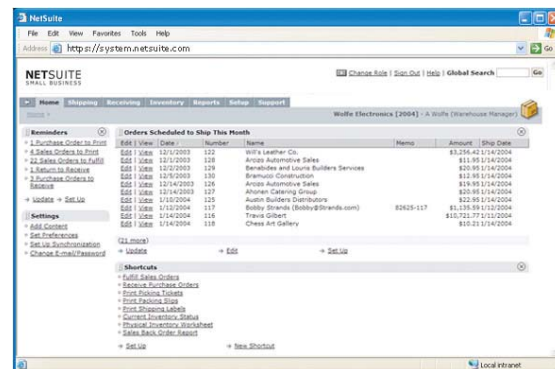 NetSuite
File Edit View Favorites Tools Help
Address https://system.netsuite.com Go
NETSUITE
SMALL BUSINESS
Change Role | Sign Out | Help | Global Search Go
Home Shipping Receiving Inventory Reports Setup Support
Home >
Wolfe Electronics [2004] - A Wolfe (Warehouse Manager)
Reminders
1 Purchase Order to Print
4 Sales Orders to Print
22 Sales Orders to Fulfill
1 Return to Receive
3 Purchase Orders to
Receive
Update Set Up
Settings
Add Content
Set Preferences
Set Up Synchronization
Change E-mail/Password
Orders Scheduled to Ship This Month
Edit | View Date Number Name Memo Amount Ship Date
Edit | View 12/1/2003 122 Will's Leather Co. $3,256.42 1/14/2004
Edit | View 12/2/2003 128 Arcizs Automotive Sales $11.95 1/14/2004
Edit | View 12/2/2003 129 Benabides and Louris Builders Services $20.95 1/14/2004
Edit | View 12/5/2003 130 Bramucci Construction $12.95 1/14/2004
Edit | View 12/14/2003 126 Arcizs Automotive Sales $19.95 1/14/2004
Edit | View 12/14/2003 127 Ahonen Catering Group $20.95 1/14/2004
Edit | View 1/10/2004 125 Austin Builders Distributors $22.95 1/14/2004
Edit | View 1/12/2004 117 Bobby Strands (Bobby@Strands.com) 82625-117 $1,135.59 1/12/2004
Edit | View 1/14/2004 116 Travis Gilbert $10,721.77 1/14/2004
Edit | View 1/14/2004 118 Chess Art Gallery $10.21 1/14/2004
(21 more)
Update Edit Set Up
Shortcuts
Fulfill Sales Orders
Receive Purchase Orders
Print Picking Tickets
Print Packing Slips
Print Shipping Labels
Current Inventory Status
Physical Inventory Worksheet
Sales Back Order Report
Set Up New Shortcut
Local intranet